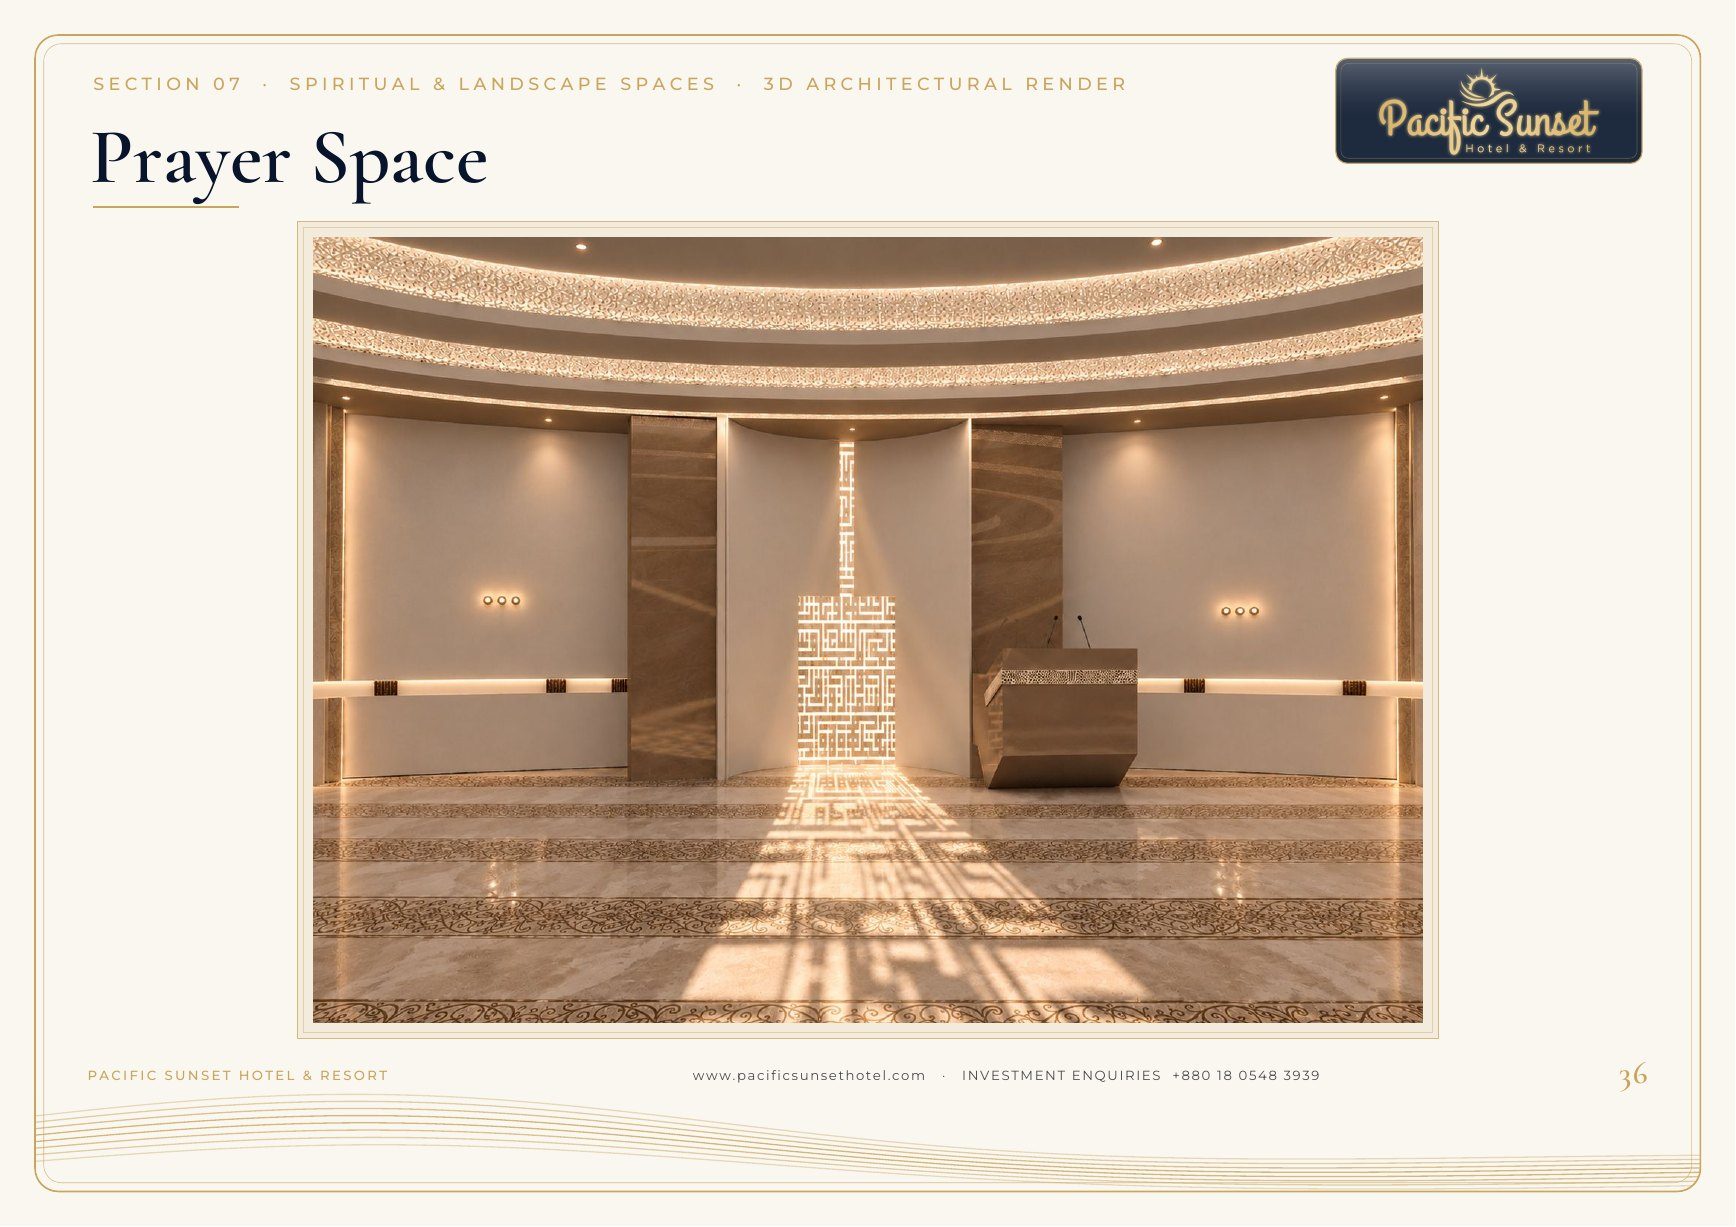 SECTION 07 · SPIRITUAL & LANDSCAPE SPACES · 3D ARCHITECTURAL RENDER
Pacific Sunset
Hotel & Resort
Prayer Space
PACIFIC SUNSET HOTEL & RESORT
www.pacificsunsethotel.com · INVESTMENT ENQUIRIES +880 18 0548 3939
36